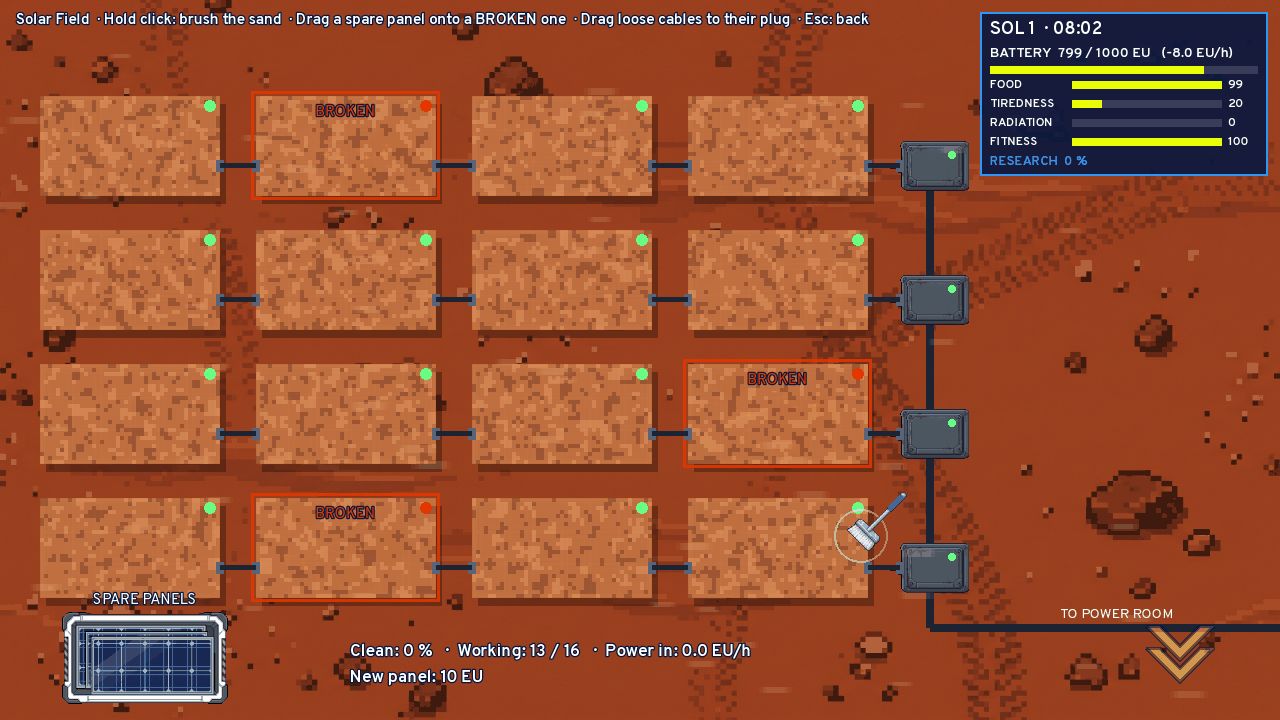 Solar Field · Hold click: brush the sand · Drag a spare panel onto a BROKEN one · Drag loose cables to their plug · Esc: back
SOL 1 · 08:02
BATTERY 799 / 1000 EU (-8.0 EU/h)
FOOD 99
TIREDNESS 20
RADIATION 0
FITNESS 100
RESEARCH 0 %
BROKEN
BROKEN
BROKEN
SPARE PANELS
TO POWER ROOM
Clean: 0 % · Working: 13 / 16 · Power in: 0.0 EU/h
New panel: 10 EU